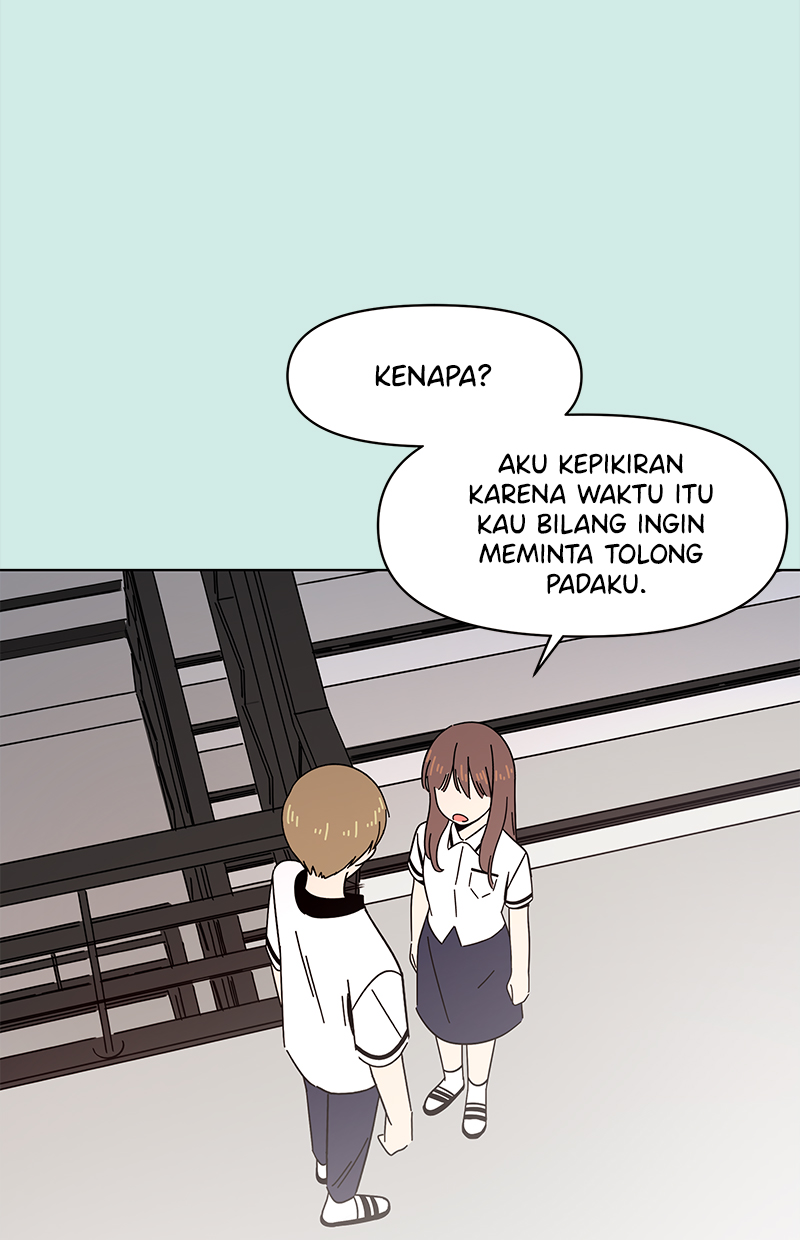 KENAPA?
AKU KEPIKIRAN
KARENA WAKTU ITU
KAU BILANG INGIN
MEMINTA TOLONG
PADAKU.